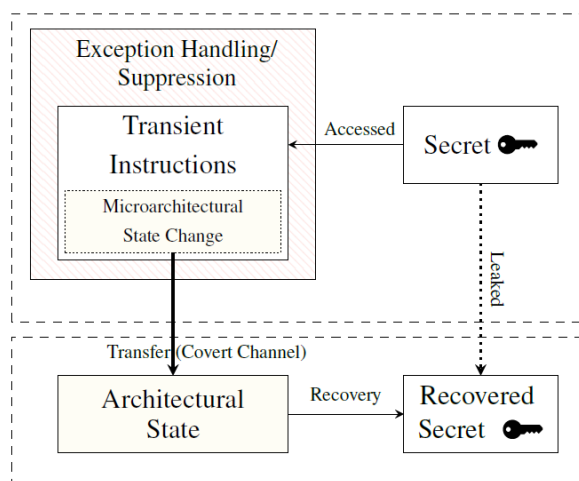 Exception Handling/
Suppression
Transient
Instructions
Microarchitectural
State Change
Accessed
Secret
Leaked
Transfer (Covert Channel)
Architectural
State
Recovery
Recovered
Secret